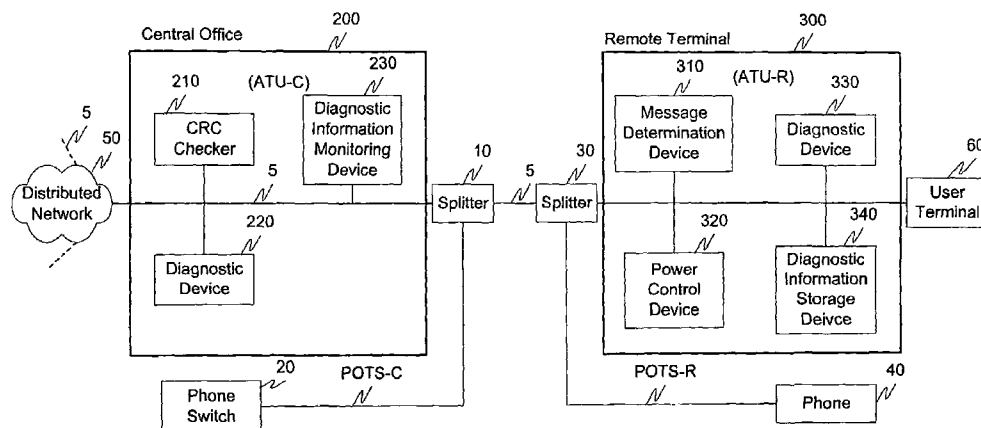 Central Office
200
(ATU-C)
210
CRC
Checker
230
Diagnostic
Information
Monitoring
Device
5
50
Distributed
Network
5
220
Diagnostic
Device
10
Splitter
5
30
Splitter
20
Phone
Switch
POTS-C
Remote Terminal
300
(ATU-R)
310
Message
Determination
Device
330
Diagnostic
Device
320
Power
Control
Device
340
Diagnostic
Information
Storage
Deivce
60
User
Terminal
POTS-R
40
Phone